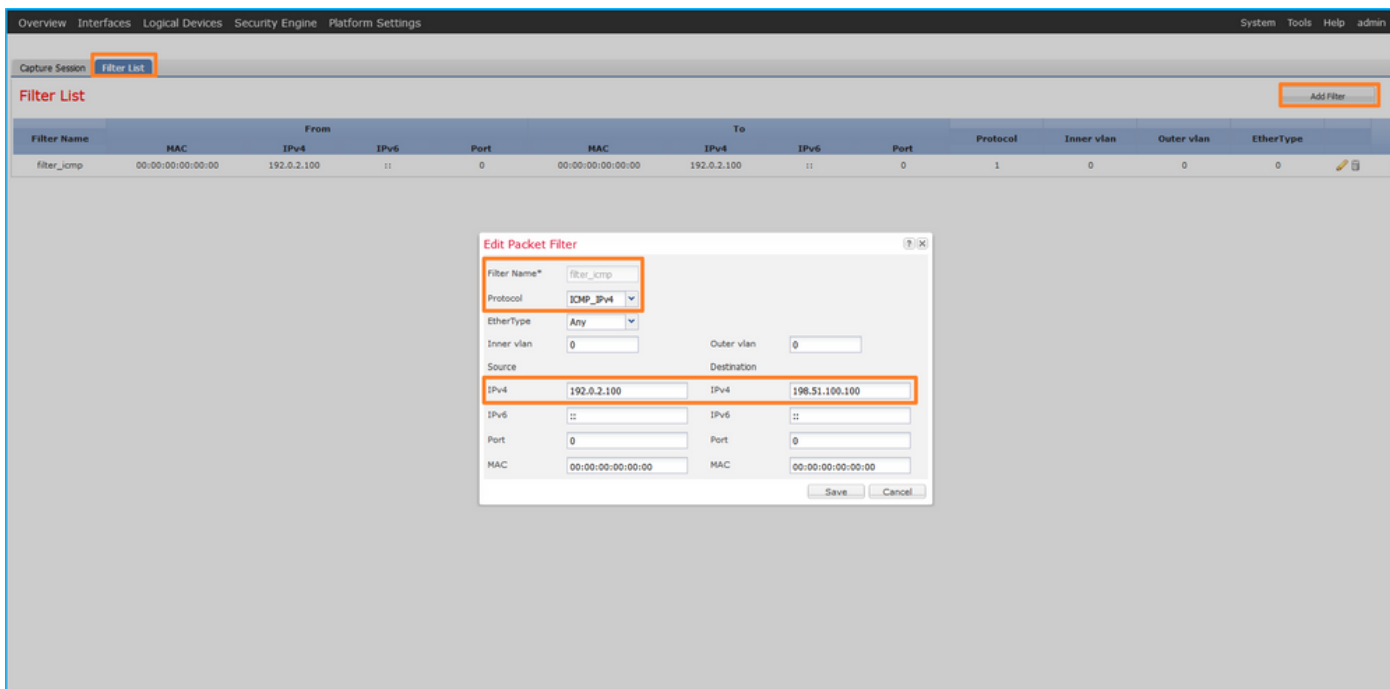 Overview Interfaces Logical Devices Security Engine Platform Settings System Tools Help admin
Capture Session Filter List
Filter List Add Filter
From To
Filter Name Protocol Inner vlan Outer vlan EtherType
MAC IPv4 IPv6 Port MAC IPv4 IPv6 Port
filter_icmp 00:00:00:00:00:00 192.0.2.100 :: 0 00:00:00:00:00:00 192.0.2.100 :: 0 1 0 0 0
Edit Packet Filter
Filter Name* filter_icmp
Protocol ICMP_IPv4
EtherType Any
Inner vlan 0 Outer vlan 0
Source Destination
IPv4 192.0.2.100 IPv4 198.51.100.100
IPv6 :: IPv6 ::
Port 0 Port 0
MAC 00:00:00:00:00:00 MAC 00:00:00:00:00:00
Save Cancel